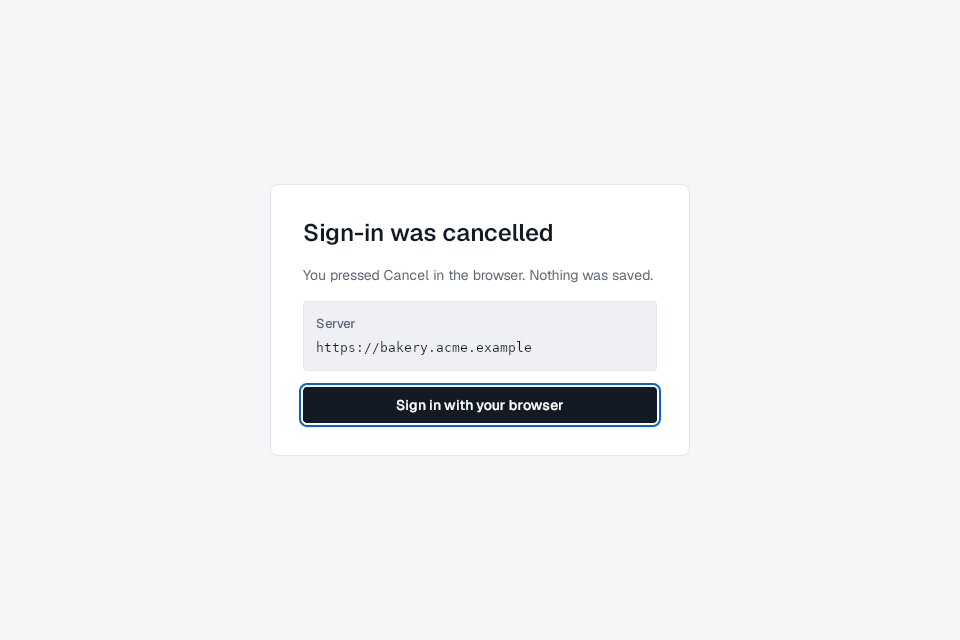 Sign-in was cancelled
You pressed Cancel in the browser. Nothing was saved.
Server
https://bakery.acme.example
Sign in with your browser